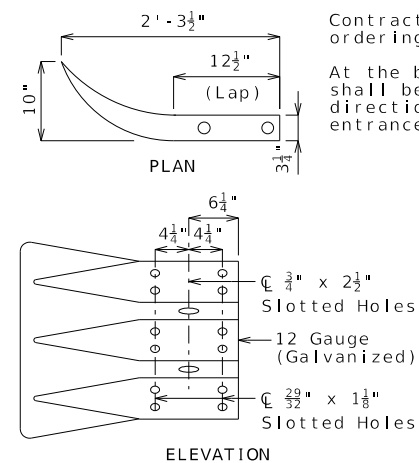 2'-3½"
Contract
ordering
12½"
(Lap)
10"
At the b
shall be
direction
entrance
3¼"
PLAN
6¼"
4¼" 4¼"
℄ ¾" x 2½"
Slotted Holes
12 Gauge
(Galvanized)
℄ 29/32" x 1⅛"
Slotted Holes
ELEVATION